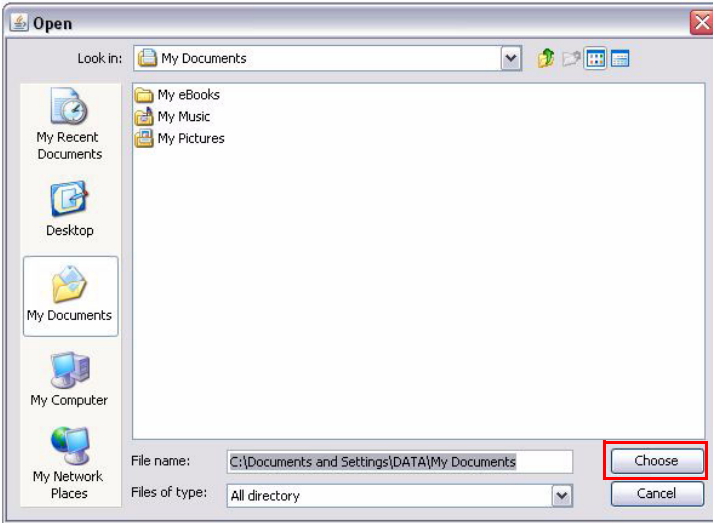 Open
Look in: My Documents
My eBooks
My Music
My Pictures
My Recent
Documents
Desktop
My Documents
My Computer
My Network
Places
File name: C:\Documents and Settings\DATA\My Documents Choose
Files of type: All directory Cancel